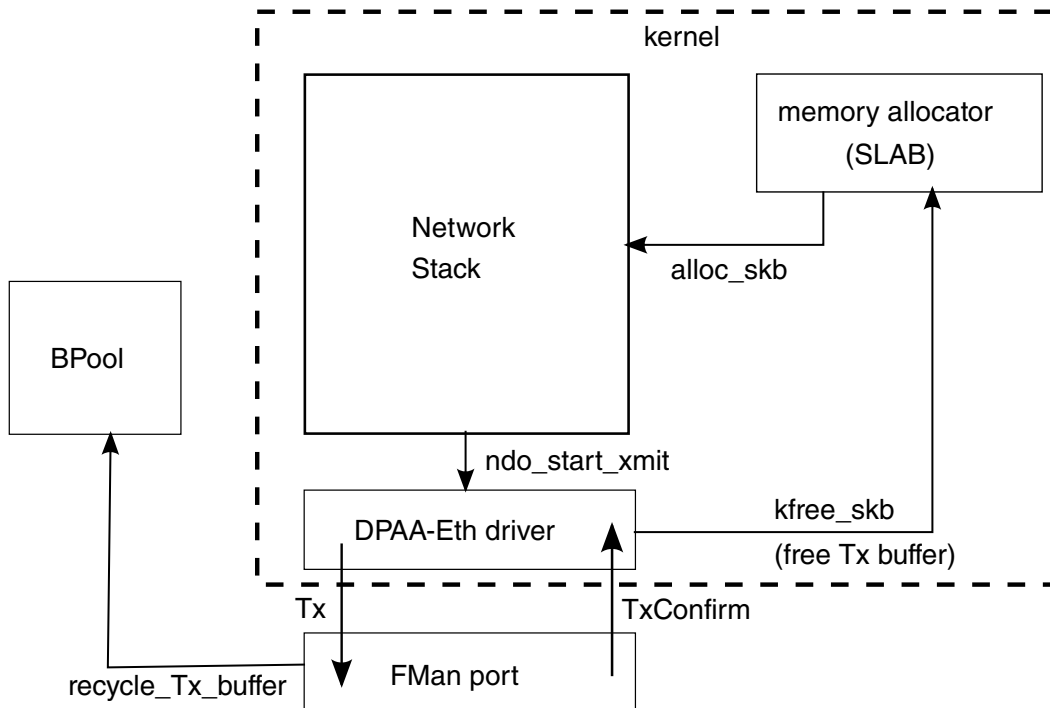 kernel
memory allocator
(SLAB)
Network
Stack
alloc_skb
BPool
ndo_start_xmit
DPAA-Eth driver
kfree_skb
(free Tx buffer)
Tx
TxConfirm
FMan port
recycle_Tx_buffer